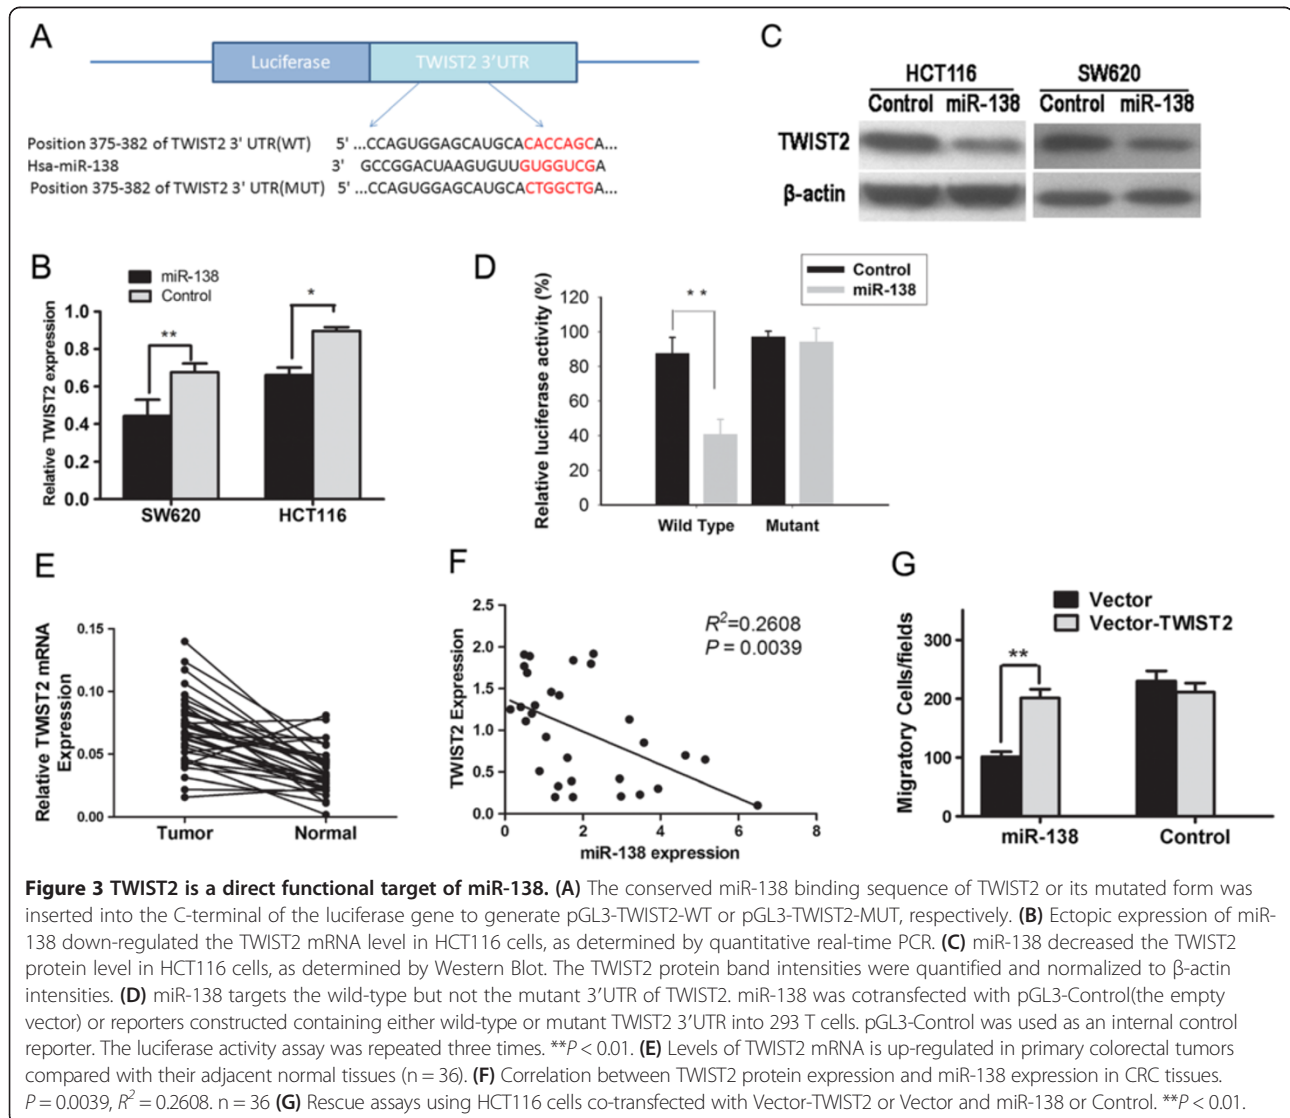 A
Luciferase TWIST2 3'UTR
Position 375-382 of TWIST2 3' UTR(WT) 5' ...CCAGUGGAGCAUGCACACCAGCA...
Hsa-miR-138 3' GCCGGACUAAGUGUUGUGGUCGA
Position 375-382 of TWIST2 3' UTR(MUT) 5' ...CCAGUGGAGCAUGCACTGGCTGA...
C
HCT116 SW620
Control miR-138 Control miR-138
TWIST2
β-actin
B
miR-138
Control
Relative TWIST2 expression
1.0
0.8
0.6
0.4
0.2
0.0
**
*
SW620 HCT116
D
Control
miR-138
Relative luciferase activity (%)
120
100
80
60
40
20
0
**
Wild Type Mutant
E
Relative TWIST2 mRNA
Expression
0.15
0.10
0.05
0.00
Tumor Normal
F
TWIST2 Expression
2.5
2.0
1.5
1.0
0.5
0.0
R²=0.2608
P = 0.0039
0 2 4 6 8
miR-138 expression
G
Vector
Vector-TWIST2
Migratory Cells/fields
300
200
100
0
**
miR-138 Control
Figure 3 TWIST2 is a direct functional target of miR-138. (A) The conserved miR-138 binding sequence of TWIST2 or its mutated form was
inserted into the C-terminal of the luciferase gene to generate pGL3-TWIST2-WT or pGL3-TWIST2-MUT, respectively. (B) Ectopic expression of miR-
138 down-regulated the TWIST2 mRNA level in HCT116 cells, as determined by quantitative real-time PCR. (C) miR-138 decreased the TWIST2
protein level in HCT116 cells, as determined by Western Blot. The TWIST2 protein band intensities were quantified and normalized to β-actin
intensities. (D) miR-138 targets the wild-type but not the mutant 3'UTR of TWIST2. miR-138 was cotransfected with pGL3-Control(the empty
vector) or reporters constructed containing either wild-type or mutant TWIST2 3'UTR into 293 T cells. pGL3-Control was used as an internal control
reporter. The luciferase activity assay was repeated three times. **P < 0.01. (E) Levels of TWIST2 mRNA is up-regulated in primary colorectal tumors
compared with their adjacent normal tissues (n = 36). (F) Correlation between TWIST2 protein expression and miR-138 expression in CRC tissues.
P = 0.0039, R² = 0.2608. n = 36 (G) Rescue assays using HCT116 cells co-transfected with Vector-TWIST2 or Vector and miR-138 or Control. **P < 0.01.